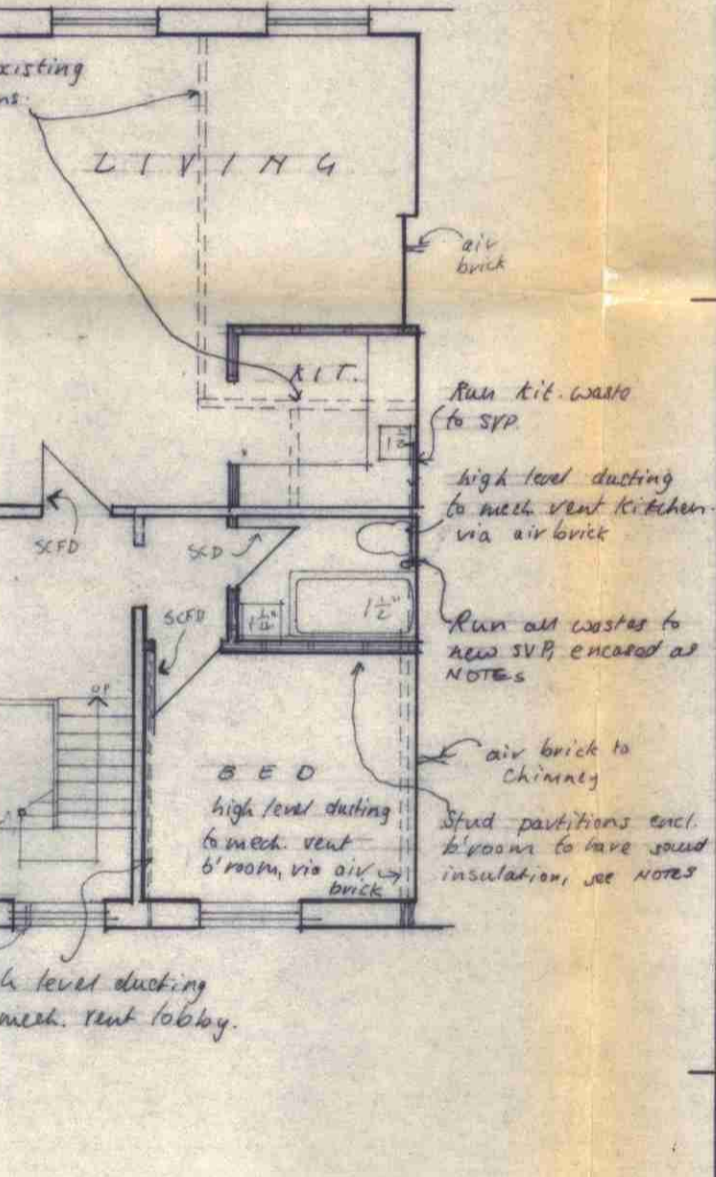 existing
ns.
LIVING
air
brick
KIT.
1½"
Run kit. waste
to SVP
high level ducting
to mech vent kitchen.
via air brick
SCFD
SCD
SCFD
1½"
1½"
Run all wastes to
new SVP, encased as
NOTES
UP
BED
high level ducting
to mech. vent
b'room, via air
brick
air brick to
chimney
Stud partitions encl.
b'room to have sound
insulation, see NOTES
h level ducting
mech. vent lobby.